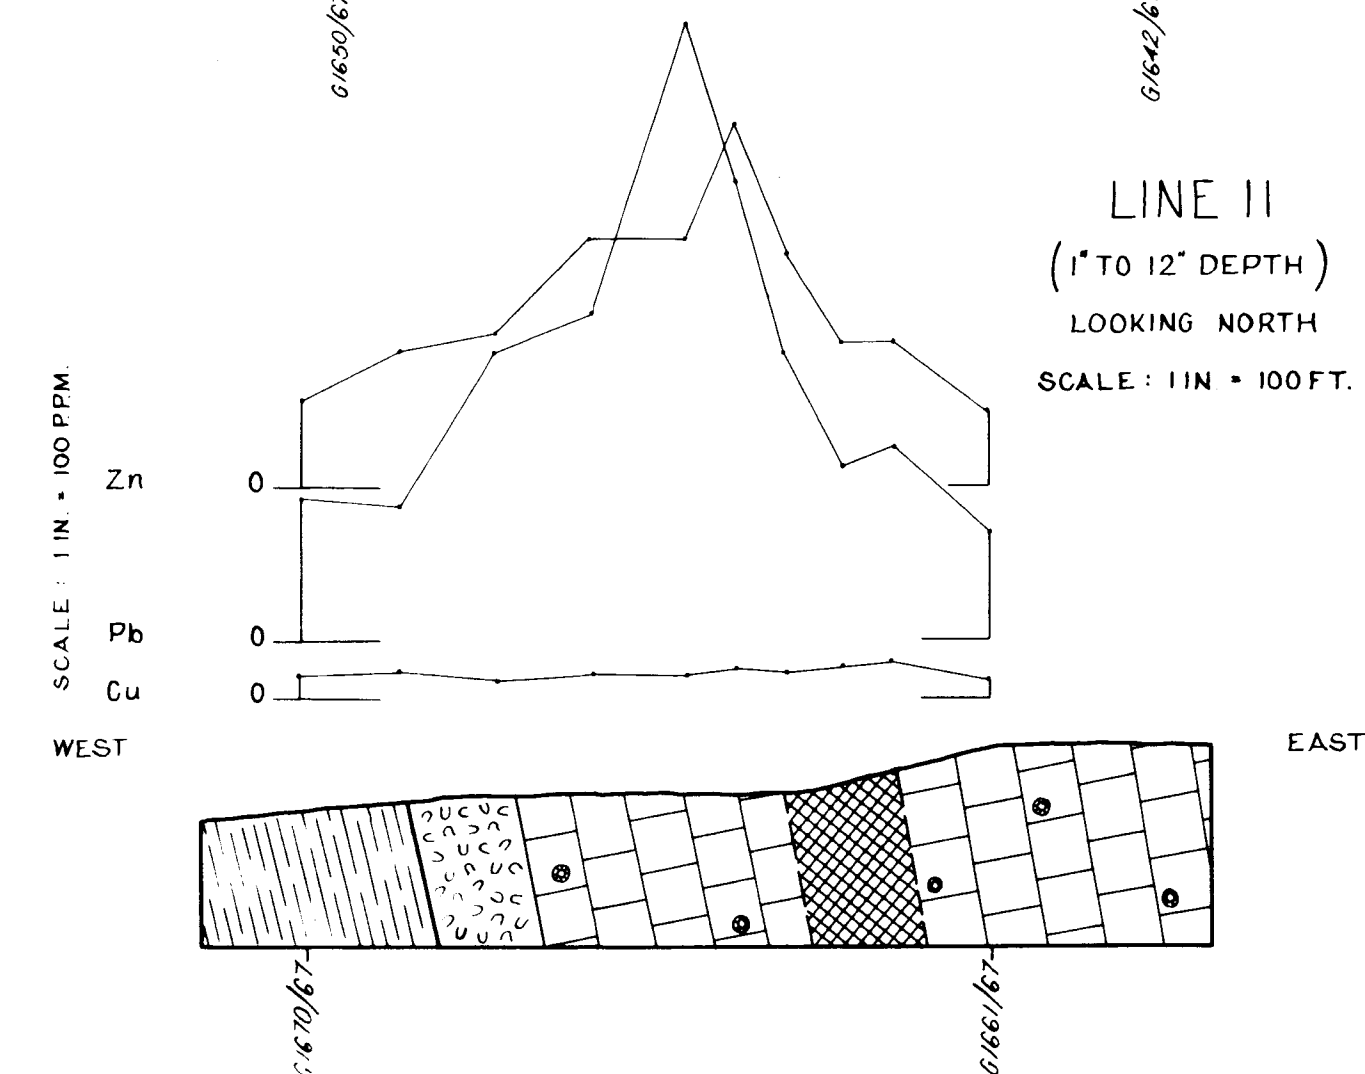 G1650/67
G1642/6
LINE II
(1" TO 12" DEPTH)
LOOKING NORTH
SCALE: 1 IN = 100 FT.
SCALE: 1 IN. = 100 P.P.M.
Zn 0
Pb 0
Cu 0
WEST
EAST
G1670/67
G1661/67